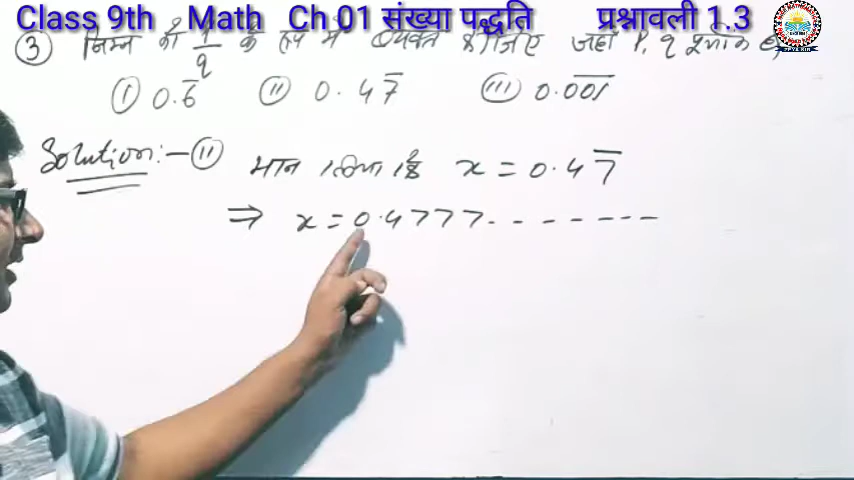 Class 9th Math Ch 01 संख्या पद्धति प्रश्नावली 1.3
③ निम्न को p/q के रूप में व्यक्त कीजिए जहाँ P, q पूर्णांक है,
(i) 0.6̅ (ii) 0.47̅ (iii) 0.0̅0̅1̅
Solution:-(ii) मान लिया कि x = 0.47̅
⇒ x = 0.4777--------